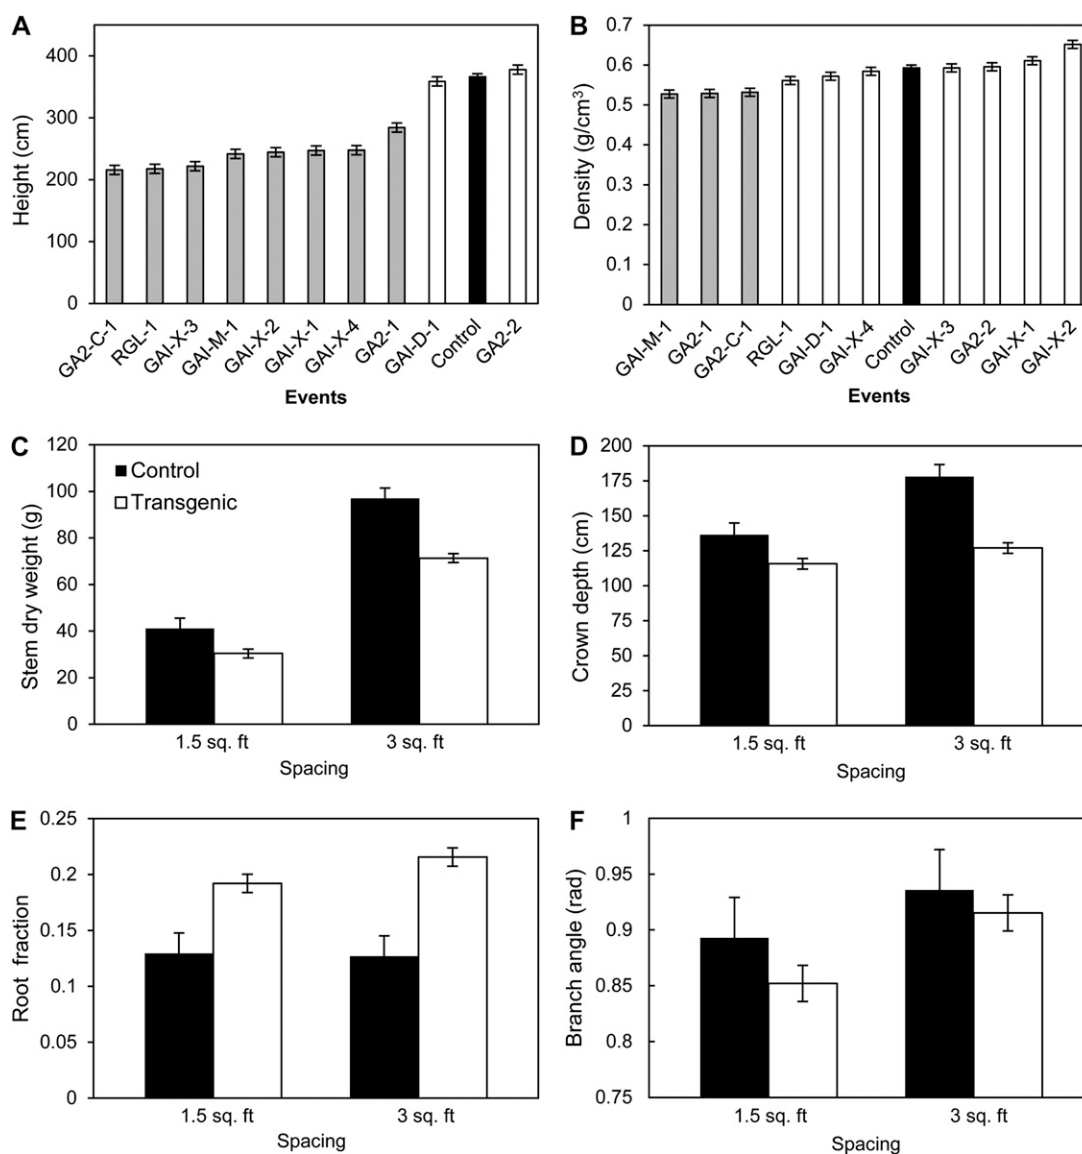 A
Height (cm)
400
300
200
100
0
GA2-C-1
RGL-1
GAI-X-3
GAI-M-1
GAI-X-2
GAI-X-1
GAI-X-4
GA2-1
GAI-D-1
Control
GA2-2
Events
B
Density (g/cm³)
0.7
0.6
0.5
0.4
0.3
0.2
0.1
0
GAI-M-1
GA2-1
GA2-C-1
RGL-1
GAI-D-1
GAI-X-4
Control
GAI-X-3
GA2-2
GAI-X-1
GAI-X-2
Events
C
Stem dry weight (g)
120
100
80
60
40
20
0
Control
Transgenic
1.5 sq. ft
3 sq. ft
Spacing
D
Crown depth (cm)
200
175
150
125
100
75
50
25
0
1.5 sq. ft
3 sq. ft
Spacing
E
Root fraction
0.25
0.2
0.15
0.1
0.05
0
1.5 sq. ft
3 sq. ft
Spacing
F
Branch angle (rad)
1
0.95
0.9
0.85
0.8
0.75
1.5 sq. ft
3 sq. ft
Spacing